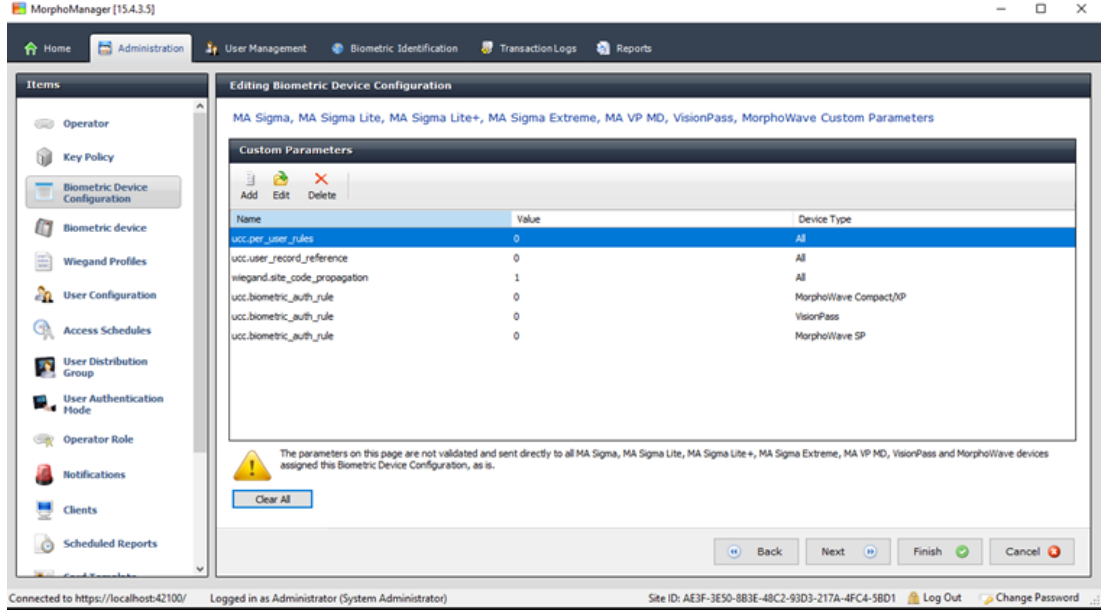 MorphoManager [15.4.3.5]
Home Administration User Management Biometric Identification Transaction Logs Reports
Items
Operator
Key Policy
Biometric Device
Configuration
Biometric device
Wiegand Profiles
User Configuration
Access Schedules
User Distribution
Group
User Authentication
Mode
Operator Role
Notifications
Clients
Scheduled Reports
Editing Biometric Device Configuration
MA Sigma, MA Sigma Lite, MA Sigma Lite+, MA Sigma Extreme, MA VP MD, VisionPass, MorphoWave Custom Parameters
Custom Parameters
Add Edit Delete
Name Value Device Type
ucc.per_user_rules 0 All
ucc.user_record_reference 0 All
wiegand.site_code_propagation 1 All
ucc.biometric_auth_rule 0 MorphoWave Compact/XP
ucc.biometric_auth_rule 0 VisionPass
ucc.biometric_auth_rule 0 MorphoWave SP
The parameters on this page are not validated and sent directly to all MA Sigma, MA Sigma Lite, MA Sigma Lite+, MA Sigma Extreme, MA VP MD, VisionPass and MorphoWave devices
assigned this Biometric Device Configuration, as is.
Clear All
Back Next Finish Cancel
Connected to https://localhost:42100/ Logged in as Administrator (System Administrator) Site ID: AE3F-3E50-8B3E-48C2-93D3-217A-4FC4-5BD1 Log Out Change Password